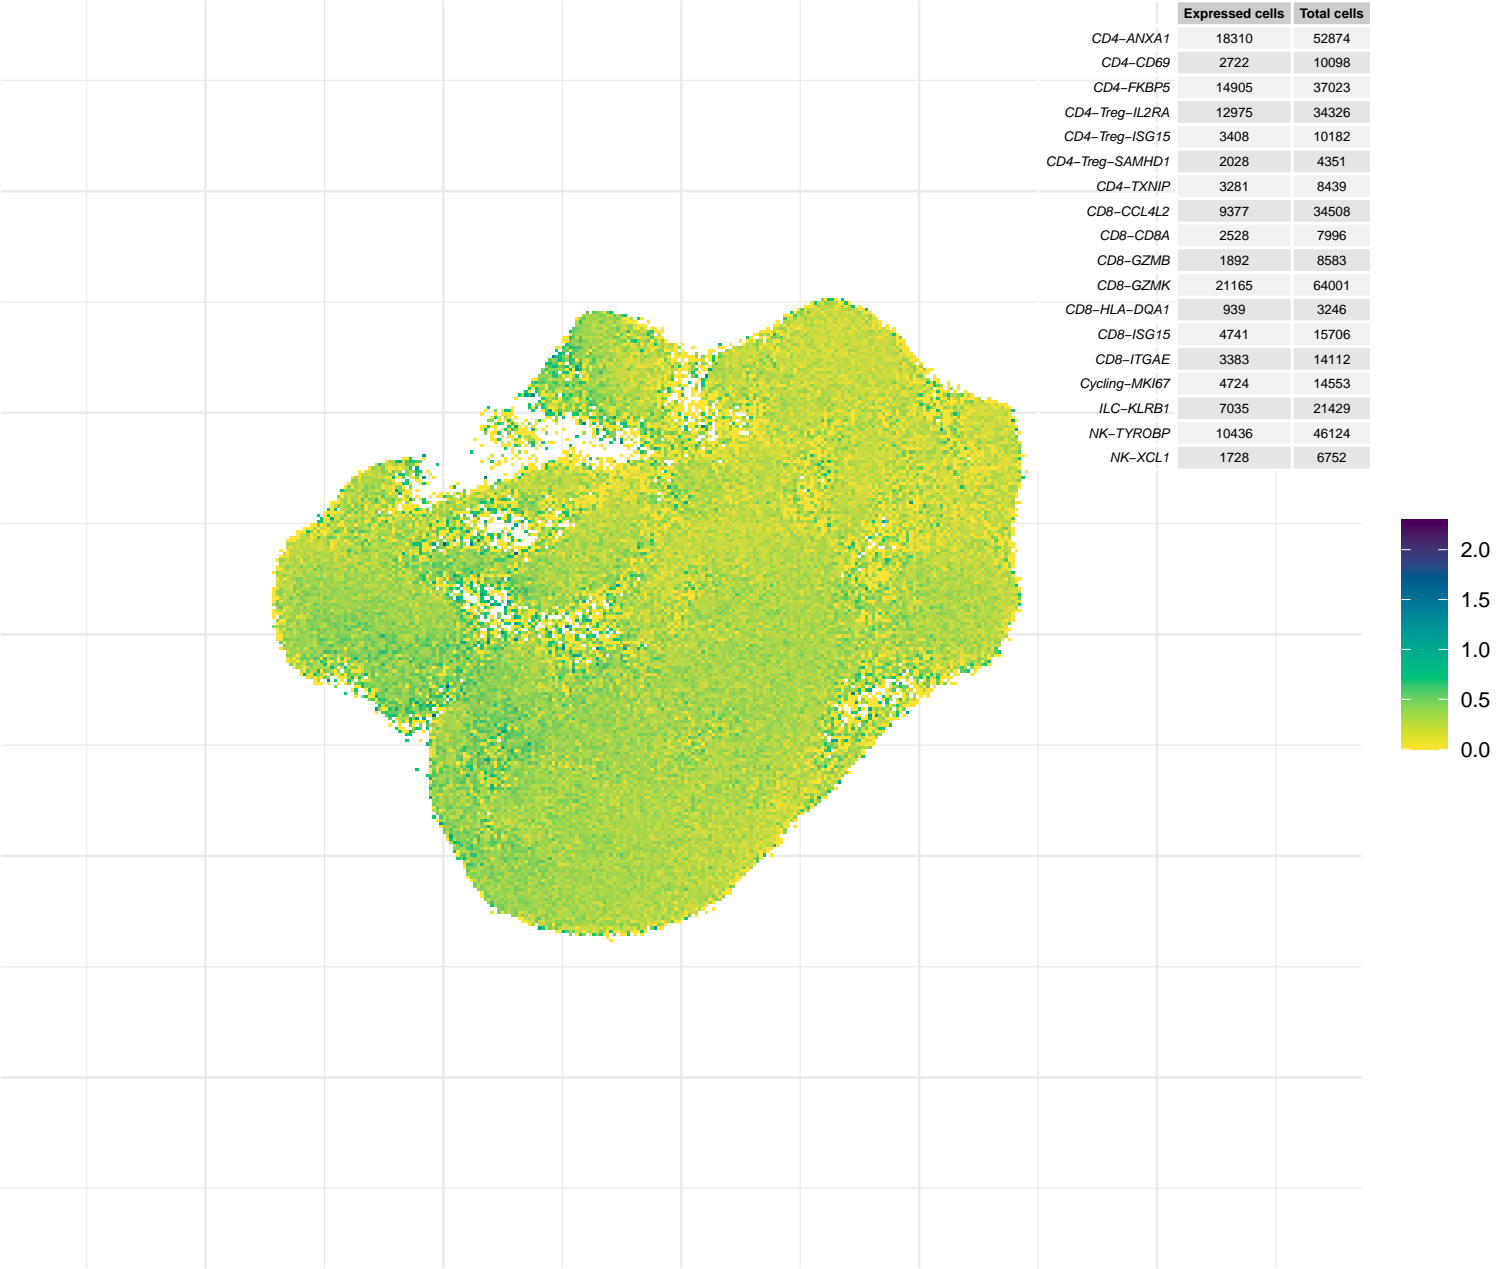 Expressed cells Total cells
CD4−ANXA1 18310 52874
CD4−CD69 2722 10098
CD4−FKBP5 14905 37023
CD4−Treg−IL2RA 12975 34326
CD4−Treg−ISG15 3408 10182
CD4−Treg−SAMHD1 2028 4351
CD4−TXNIP 3281 8439
CD8−CCL4L2 9377 34508
CD8−CD8A 2528 7996
CD8−GZMB 1892 8583
CD8−GZMK 21165 64001
CD8−HLA−DQA1 939 3246
CD8−ISG15 4741 15706
CD8−ITGAE 3383 14112
Cycling−MKI67 4724 14553
ILC−KLRB1 7035 21429
NK−TYROBP 10436 46124
NK−XCL1 1728 6752
2.0
1.5
1.0
0.5
0.0